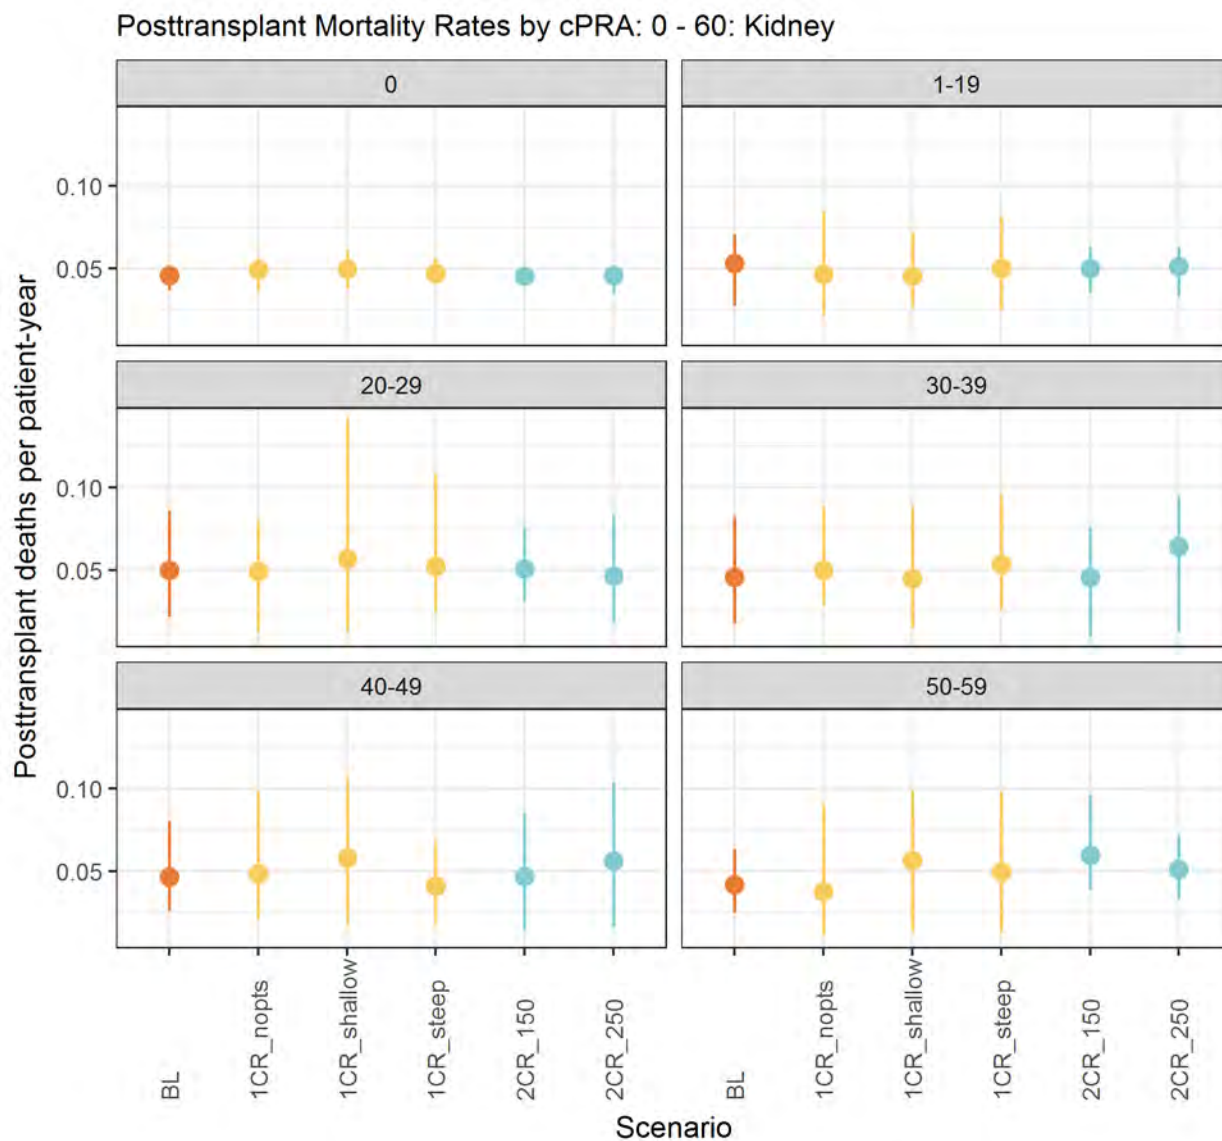 Posttransplant Mortality Rates by cPRA: 0 - 60: Kidney
0
1-19
0.10
0.05
20-29
30-39
0.10
0.05
40-49
50-59
0.10
0.05
Posttransplant deaths per patient-year
BL
1CR_nopts
1CR_shallow
1CR_steep
2CR_150
2CR_250
BL
1CR_nopts
1CR_shallow
1CR_steep
2CR_150
2CR_250
Scenario